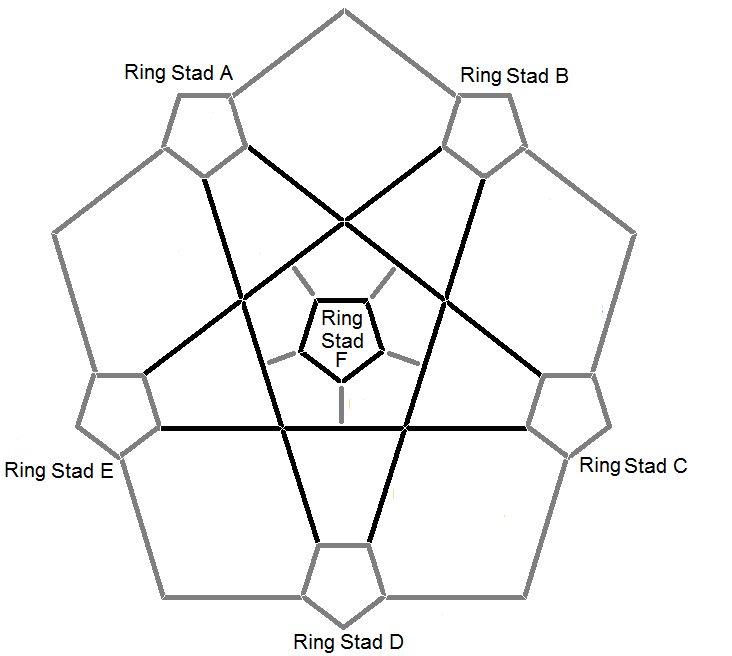 Ring Stad A
Ring Stad B
Ring
Stad
F
Ring Stad E
Ring Stad C
Ring Stad D